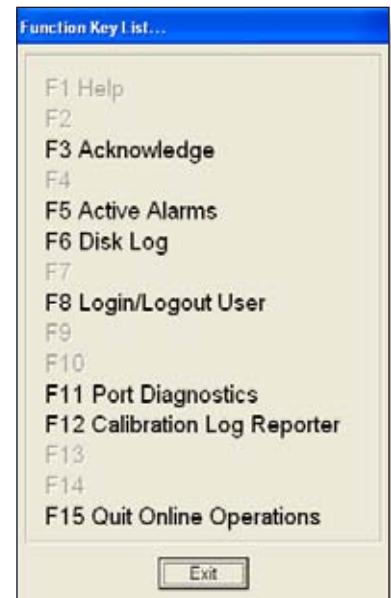 Function Key List...
F1 Help
F2
F3 Acknowledge
F4
F5 Active Alarms
F6 Disk Log
F7
F8 Login/Logout User
F9
F10
F11 Port Diagnostics
F12 Calibration Log Reporter
F13
F14
F15 Quit Online Operations
Exit